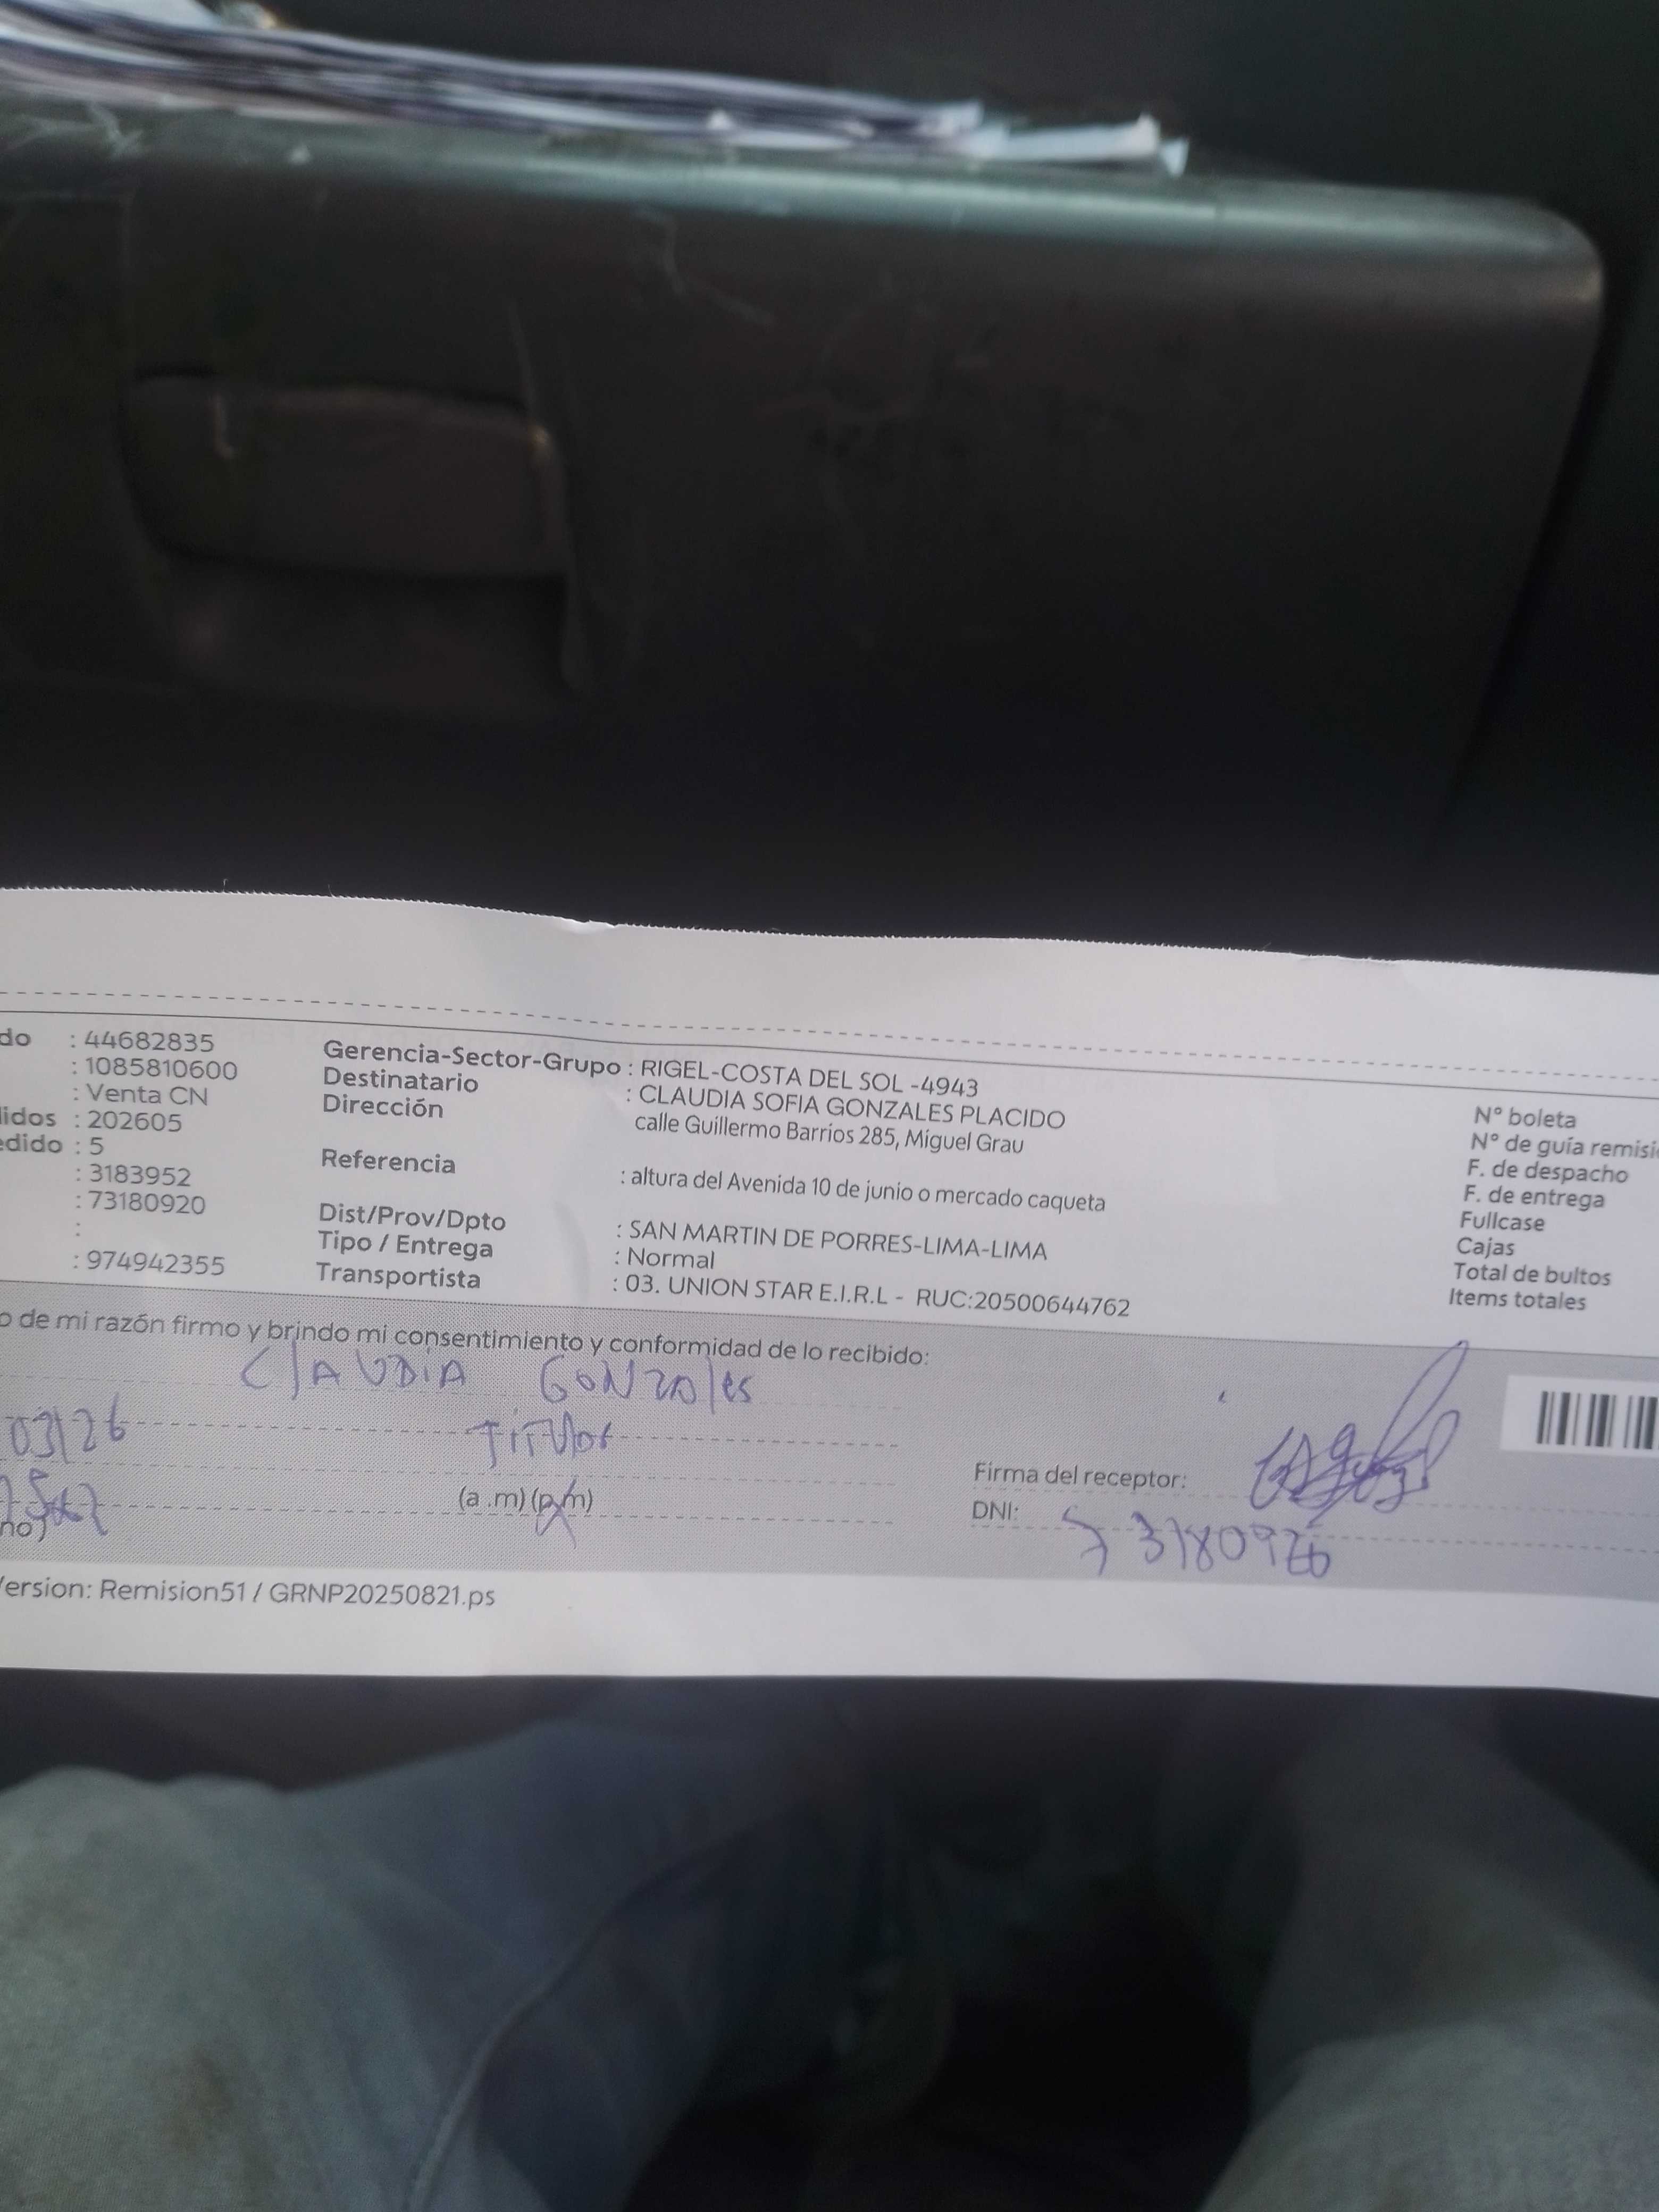 do : 44682835
: 1085810600
: Venta CN
lidos : 202605
edido : 5
: 3183952
: 73180920
:
: 974942355
Gerencia-Sector-Grupo : RIGEL-COSTA DEL SOL -4943
Destinatario : CLAUDIA SOFIA GONZALES PLACIDO
Dirección calle Guillermo Barrios 285, Miguel Grau
Referencia : altura del Avenida 10 de junio o mercado caqueta
Dist/Prov/Dpto : SAN MARTIN DE PORRES-LIMA-LIMA
Tipo / Entrega : Normal
Transportista : 03. UNION STAR E.I.R.L - RUC:20500644762
N° boleta
N° de guía remisi
F. de despacho
F. de entrega
Fullcase
Cajas
Total de bultos
Items totales
o de mi razón firmo y brindo mi consentimiento y conformidad de lo recibido:
ClAUDiA GONZales
03/26 TiTUlar
(a .m) (p.m)
no)
Firma del receptor:
DNI: 73180920
Version: Remision51 / GRNP20250821.ps